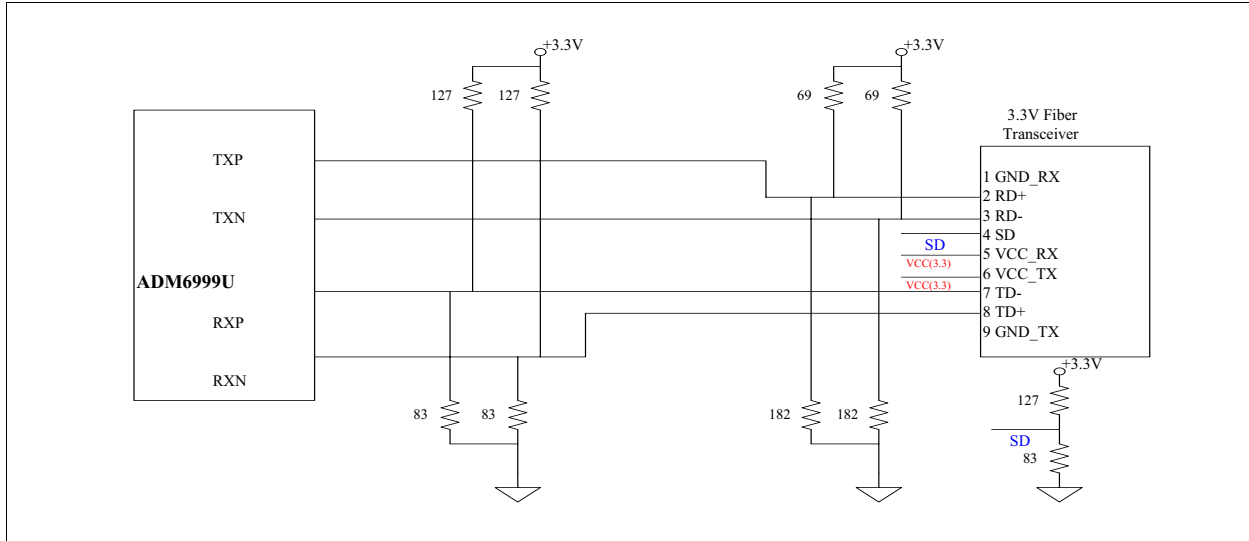 +3.3V
+3.3V
127
127
69
69
3.3V Fiber
Transceiver
TXP
1 GND_RX
2 RD+
TXN
3 RD-
4 SD
SD
5 VCC_RX
VCC(3.3)
6 VCC_TX
ADM6999U
VCC(3.3)
7 TD-
8 TD+
RXP
9 GND_TX
+3.3V
RXN
127
83
83
182
182
SD
83